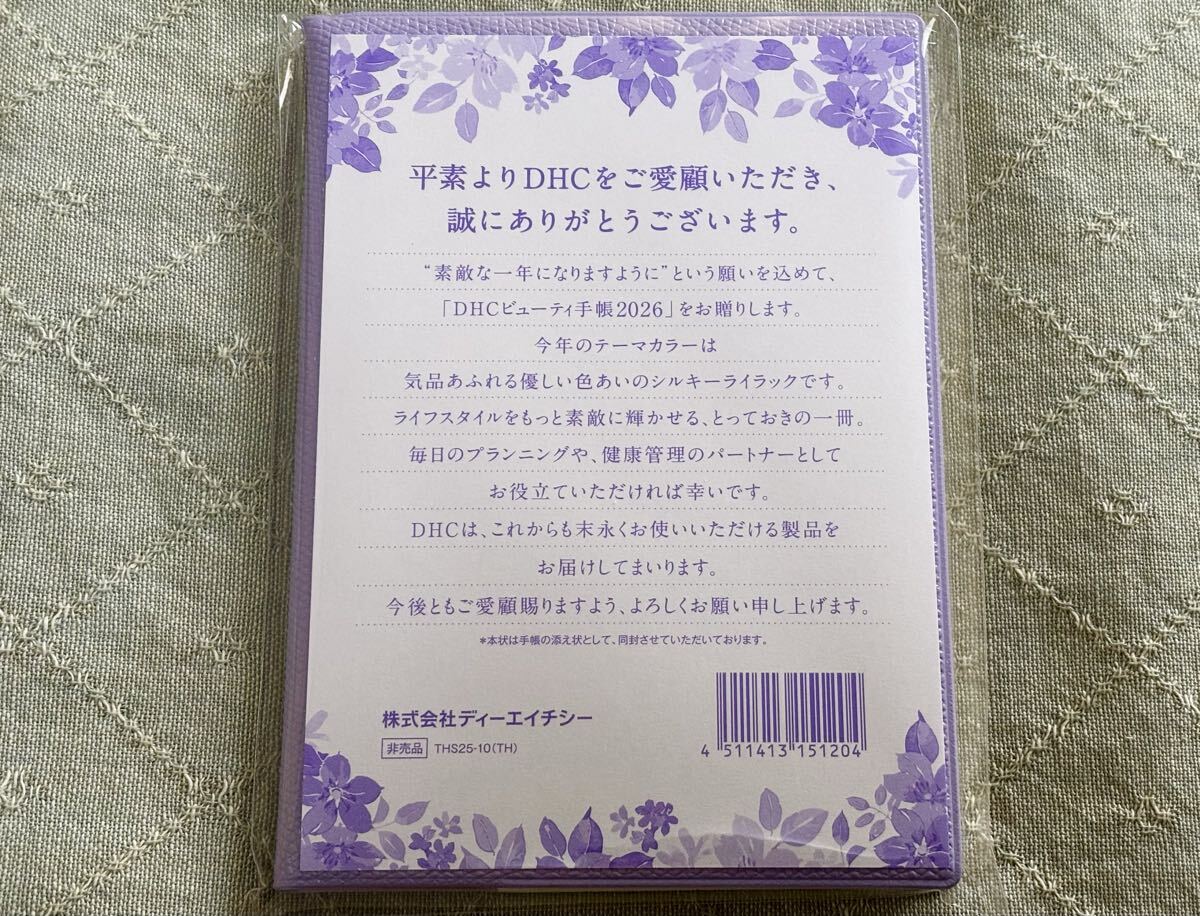 平素よりDHCをご愛顧いただき、
誠にありがとうございます。
“素敵な一年になりますように”という願いを込めて、
「DHCビューティ手帳2026」をお贈りします。
今年のテーマカラーは
気品あふれる優しい色あいのシルキーライラックです。
ライフスタイルをもっと素敵に輝かせる、とっておきの一冊。
毎日のプランニングや、健康管理のパートナーとして
お役立ていただければ幸いです。
DHCは、これからも末永くお使いいただける製品を
お届けしてまいります。
今後ともご愛顧賜りますよう、よろしくお願い申し上げます。
*本状は手帳の添え状として、同封させていただいております。
株式会社ディーエイチシー
非売品 THS25-10(TH)
4 511413 151204